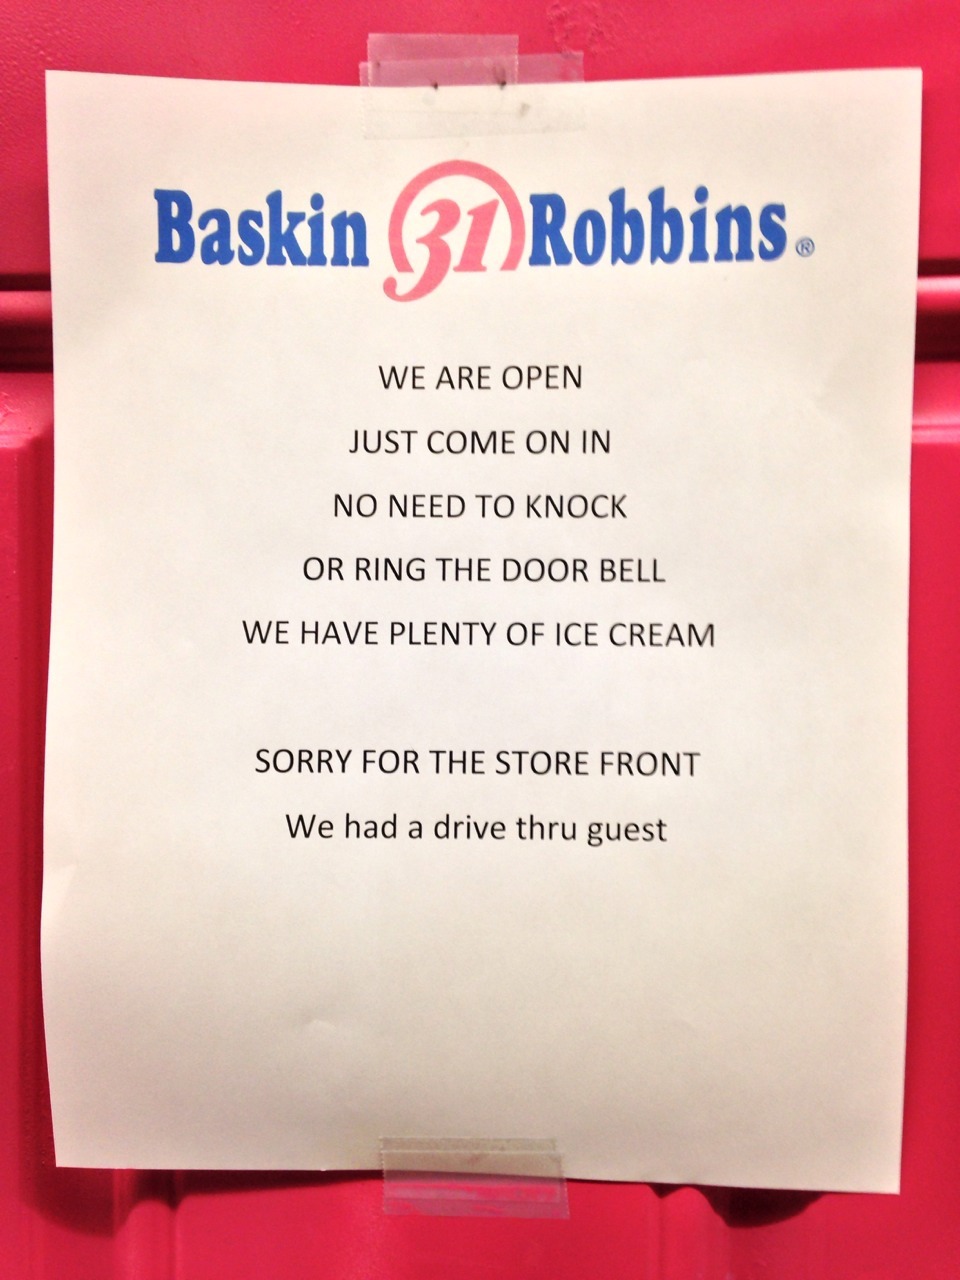 Baskin 31 Robbins®
WE ARE OPEN
JUST COME ON IN
NO NEED TO KNOCK
OR RING THE DOOR BELL
WE HAVE PLENTY OF ICE CREAM
SORRY FOR THE STORE FRONT
We had a drive thru guest